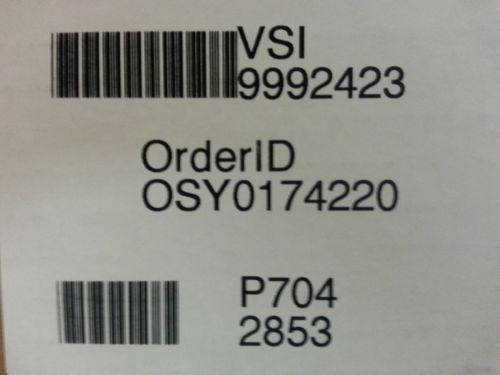 VSI
9992423
OrderID
OSY0174220
P704
2853